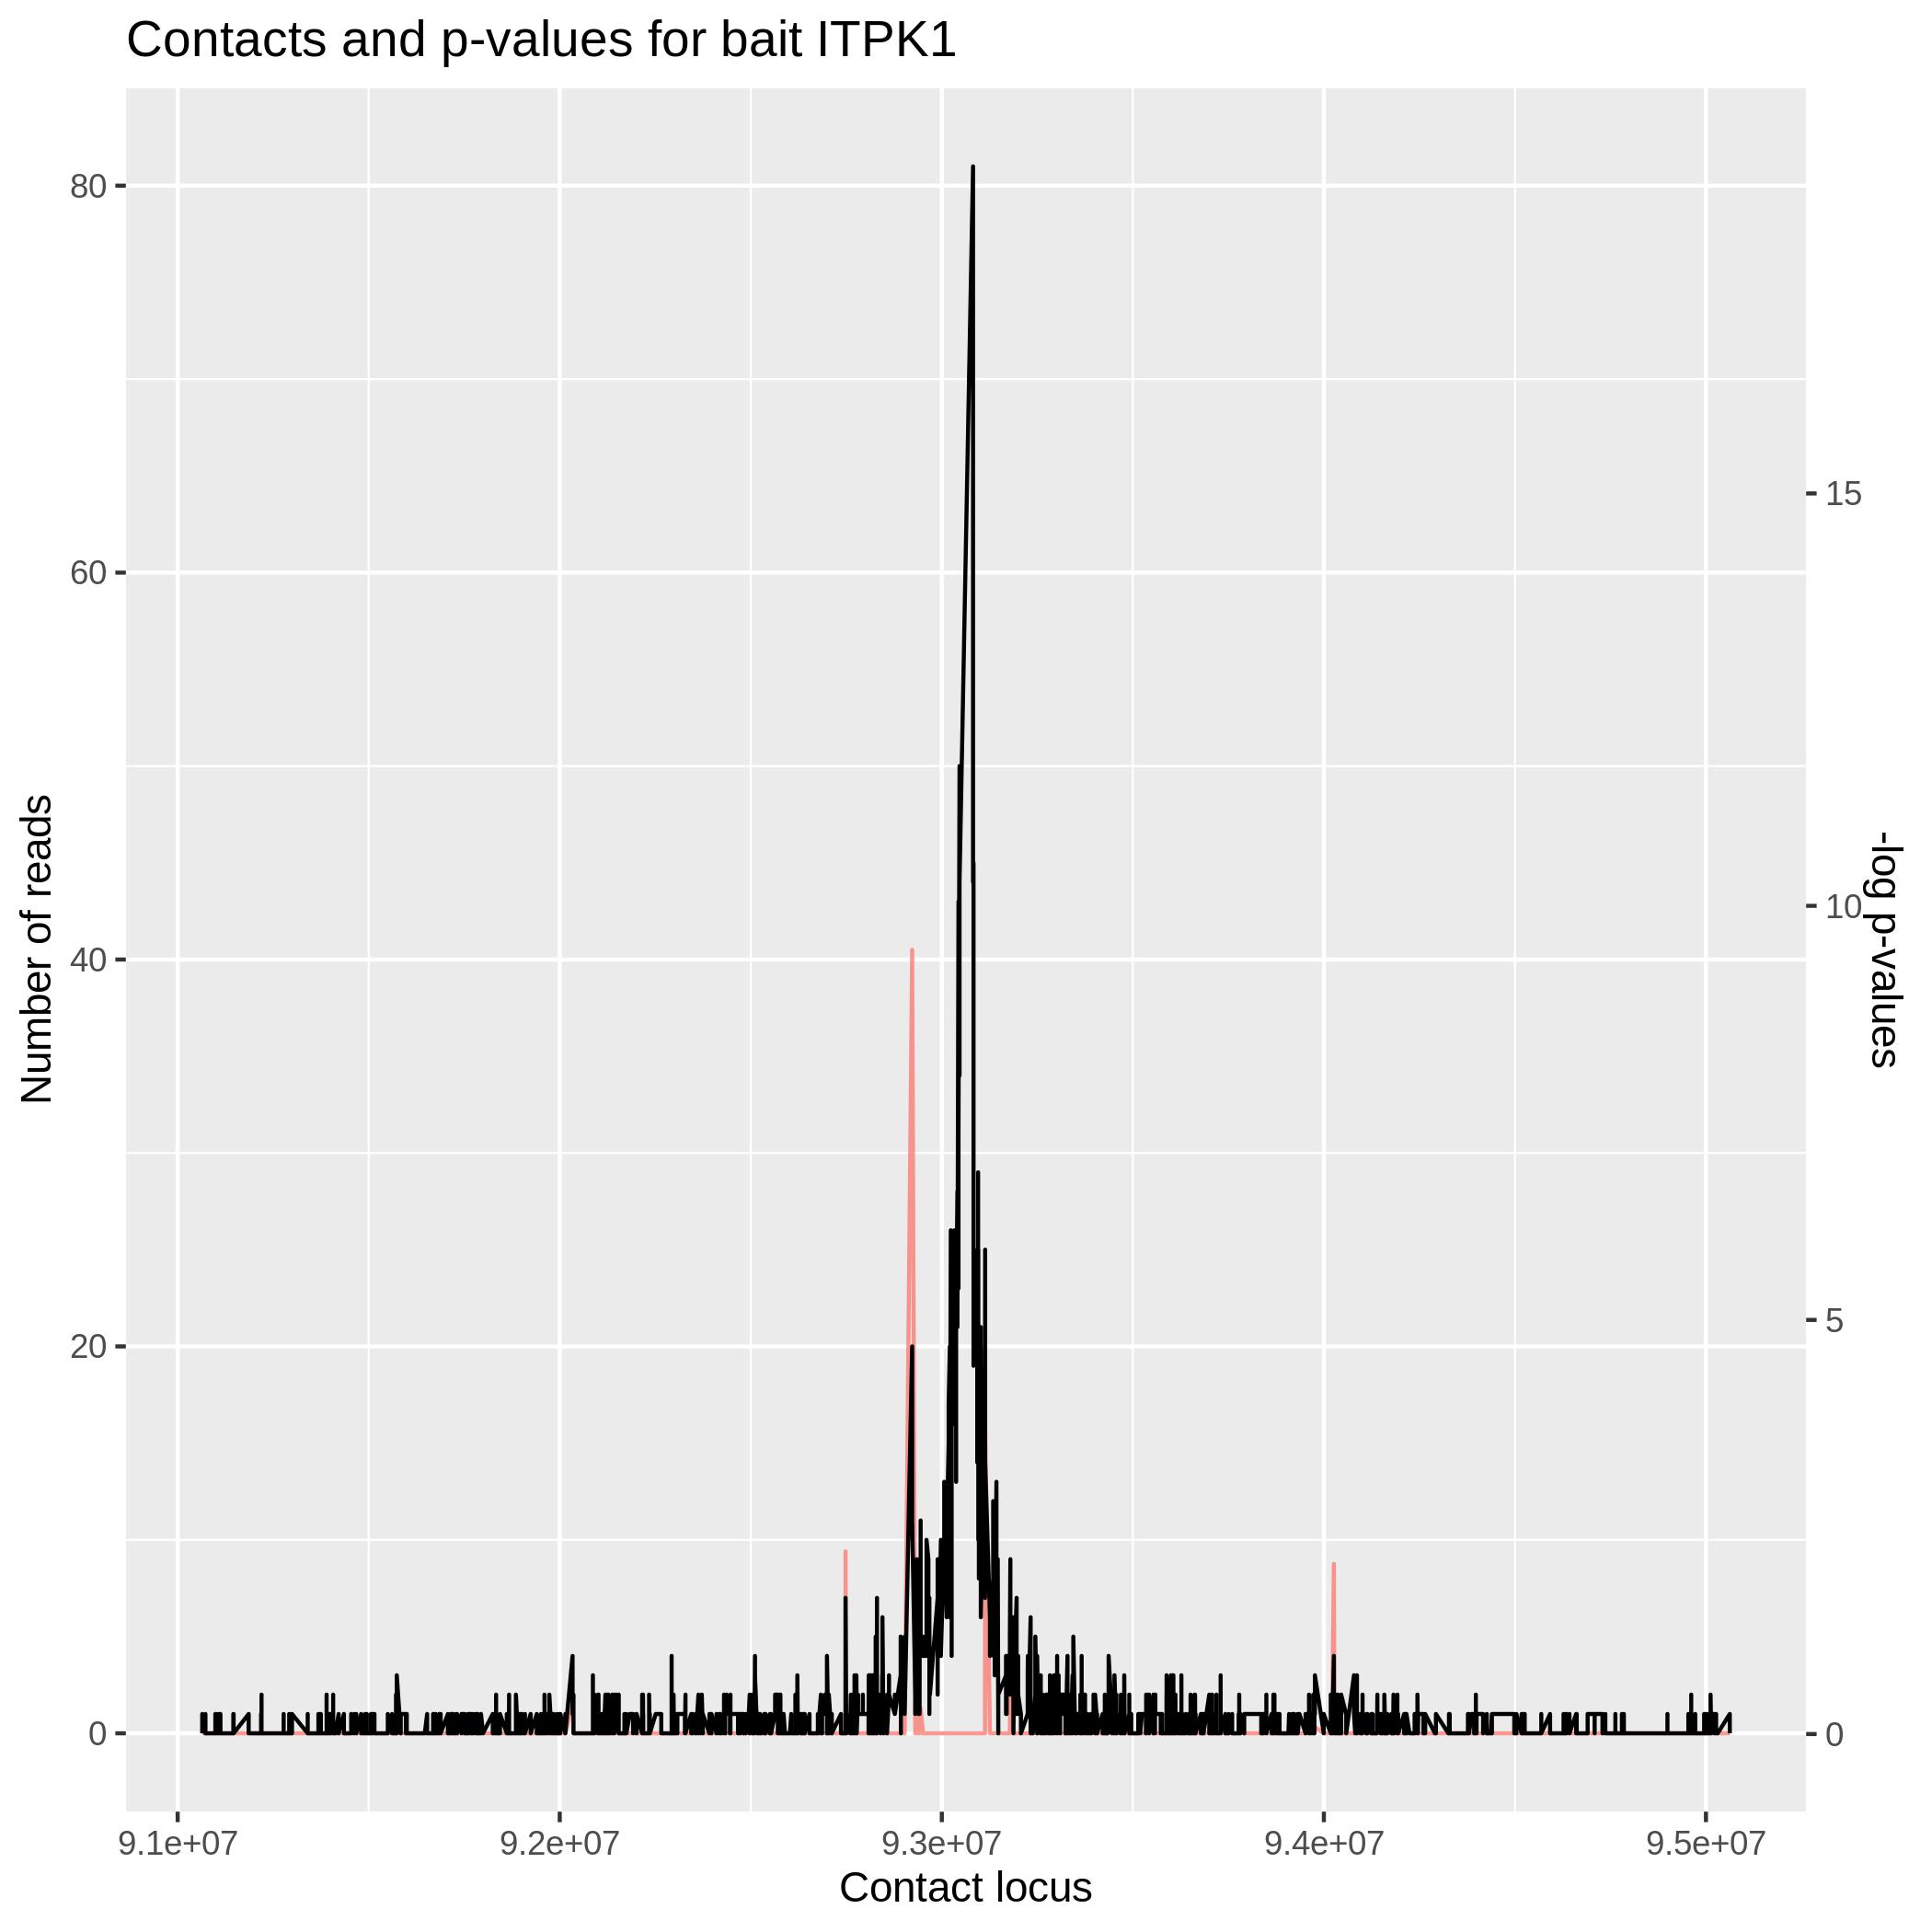 Contacts and p-values for bait ITPK1
80
60
40
20
0
Number of reads
15
10
5
0
-log p-values
9.1e+07 9.2e+07 9.3e+07 9.4e+07 9.5e+07
Contact locus